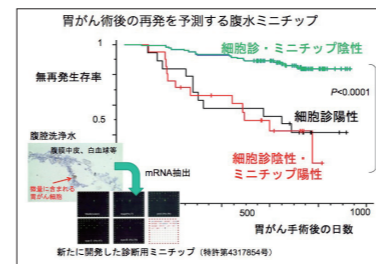 胃がん術後の再発を予測する腹水ミニチップ
1
細胞診・ミニチップ陰性
無再発生存率
P<0.0001
0.5
細胞診陽性
腹腔洗浄水
腹膜中皮、白血球等
mRNA抽出
細胞診陰性・
ミニチップ陽性
微量に含まれる
胃がん細胞
500
1000
胃がん手術後の日数
新たに開発した診断用ミニチップ（特許第4317854号）